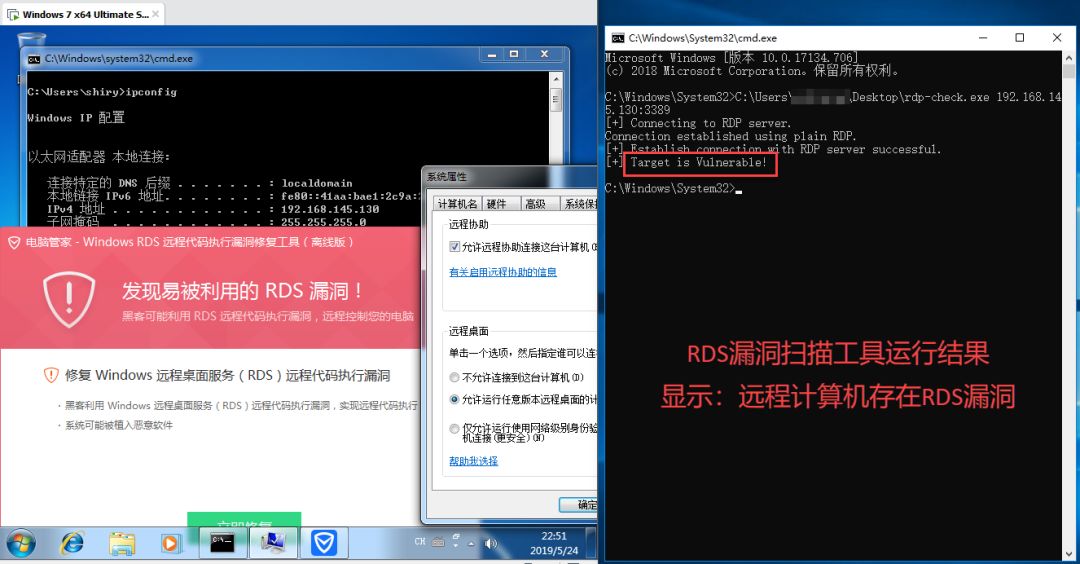 Windows 7 x64 Ultimate S...
C:\Windows\system32\cmd.exe
C:\Users\shiry>ipconfig
Windows IP 配置
以太网适配器 本地连接:
连接特定的 DNS 后缀 . . . . . . . : localdomain
本地链接 IPv6 地址. . . . . . . . : fe80::41aa:bae1:2c9a:
IPv4 地址 . . . . . . . . . . . . : 192.168.145.130
子网掩码 . . . . . . . . . . . . : 255.255.255.0
电脑管家 - Windows RDS 远程代码执行漏洞修复工具（离线版）
发现易被利用的 RDS 漏洞！
黑客可能利用 RDS 远程代码执行漏洞，远程控制您的电脑
修复 Windows 远程桌面服务（RDS）远程代码执行漏洞
· 黑客利用 Windows 远程桌面服务（RDS）远程代码执行漏洞，实现远程代码执行
· 系统可能被植入恶意软件
立即修复
系统属性
计算机名 硬件 高级 系统保
远程协助
允许远程协助连接这台计算机(R
有关启用远程协助的信息
远程桌面
单击一个选项，然后指定谁可以连
不允许连接到这台计算机(D)
允许运行任意版本远程桌面的计
仅允许运行使用网络级别身份验
机连接(更安全)(N)
帮助我选择
确定
CH
22:51
2019/5/24
C:\Windows\System32\cmd.exe
Microsoft Windows [版本 10.0.17134.706]
(c) 2018 Microsoft Corporation。保留所有权利。
C:\Windows\System32>C:\Users\ \Desktop\rdp-check.exe 192.168.14
5.130:3389
[+] Connecting to RDP server.
Connection established using plain RDP.
[+] Establish connection with RDP server successful.
[+] Target is Vulnerable!
C:\Windows\System32>
RDS漏洞扫描工具运行结果
显示：远程计算机存在RDS漏洞